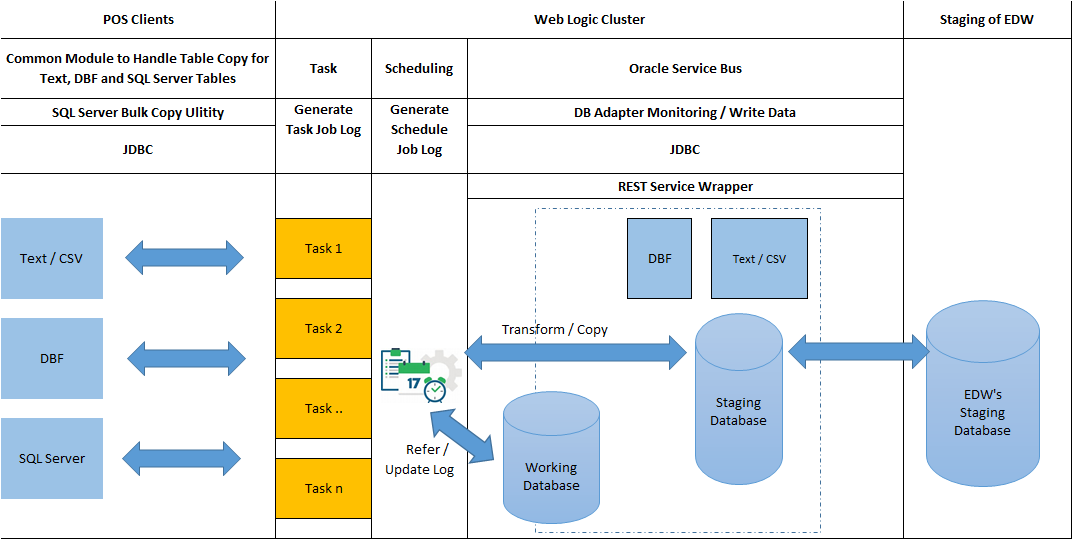 POS Clients
Web Logic Cluster
Staging of EDW
Common Module to Handle Table Copy for
Text, DBF and SQL Server Tables
Task
Scheduling
Oracle Service Bus
SQL Server Bulk Copy Ulitity
Generate
Task Job Log
Generate
Schedule
Job Log
DB Adapter Monitoring / Write Data
JDBC
JDBC
REST Service Wrapper
Text / CSV
DBF
SQL Server
Task 1
Task 2
Task ..
Task n
17
Refer /
Update Log
Transform / Copy
DBF
Text / CSV
Working
Database
Staging
Database
EDW's
Staging
Database